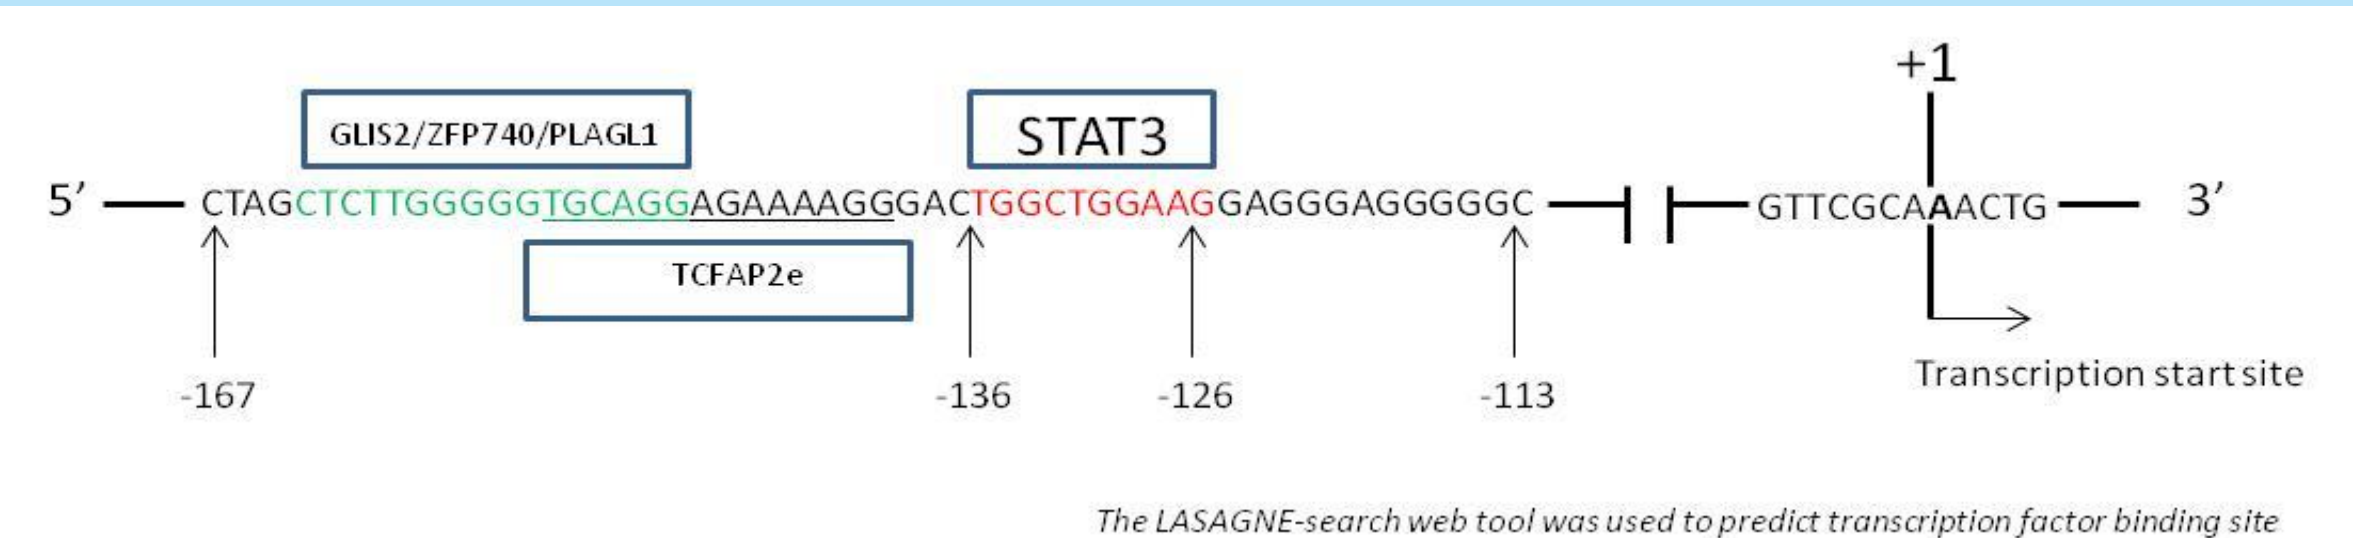 +1
GLIS2/ZFP740/PLAGL1
STAT3
5’ CTAGCTCTTGGGGGTGCAGGAGAAAAGGGACTGGCTGGAAGGAGGGAGGGGGC GTTCGCAAACTG 3’
TCFAP2e
Transcription start site
-167 -136 -126 -113
The LASAGNE-search web tool was used to predict transcription factor binding site